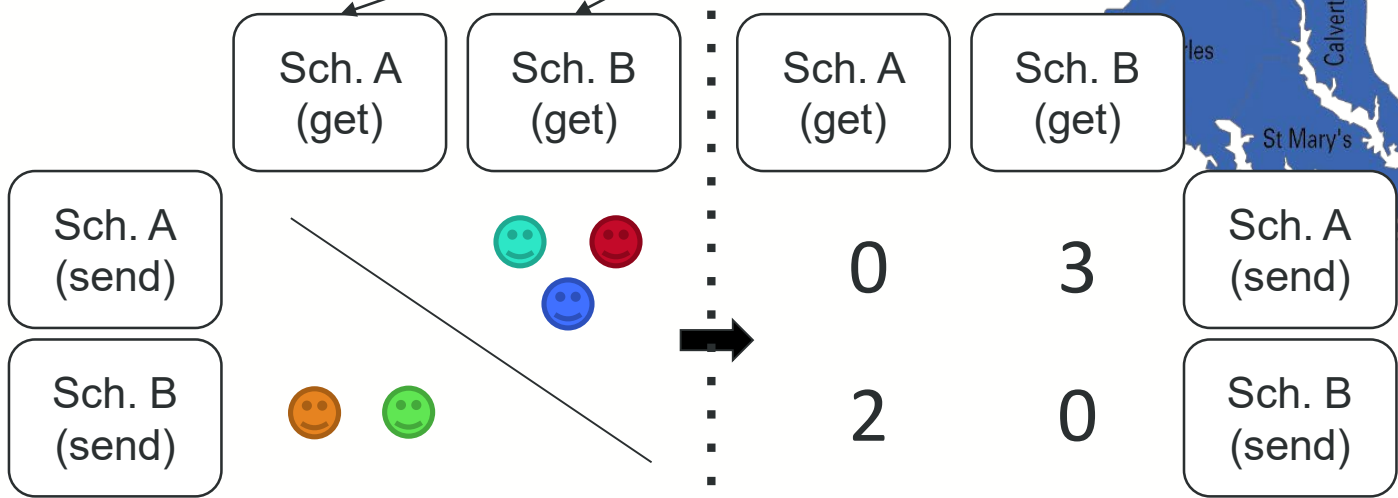 Sch. A
(get)
Sch. B
(get)
Sch. A
(get)
Sch. B
(get)
rles
Calvert
St Mary's
Sch. A
(send)
0
3
Sch. A
(send)
Sch. B
(send)
2
0
Sch. B
(send)